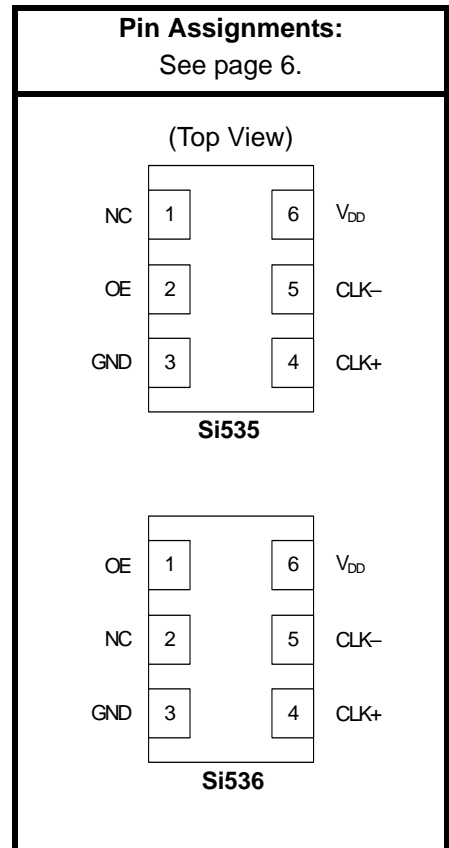 Pin Assignments:
See page 6.
(Top View)
NC 1 6 VDD
OE 2 5 CLK–
GND 3 4 CLK+
Si535
OE 1 6 VDD
NC 2 5 CLK–
GND 3 4 CLK+
Si536